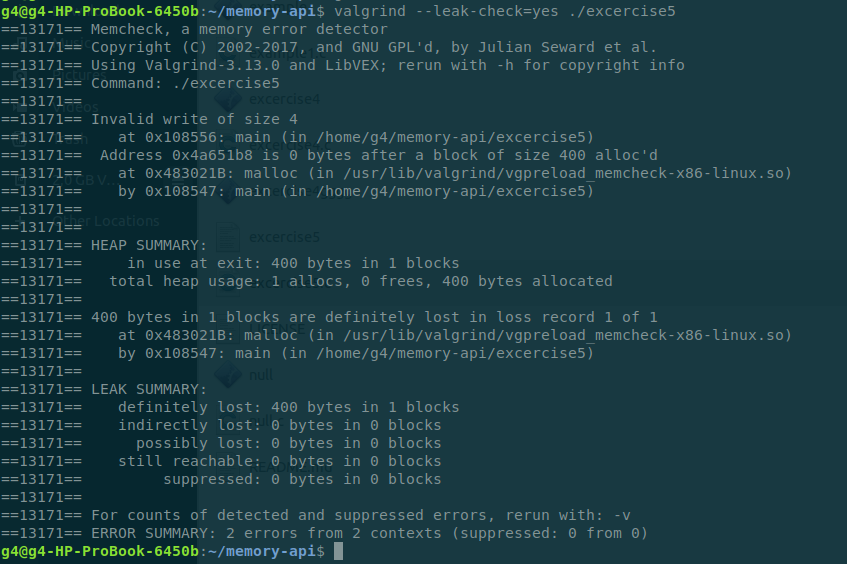 g4@g4-HP-ProBook-6450b:~/memory-api$ valgrind --leak-check=yes ./excercise5
==13171== Memcheck, a memory error detector
==13171== Copyright (C) 2002-2017, and GNU GPL'd, by Julian Seward et al.
==13171== Using Valgrind-3.13.0 and LibVEX; rerun with -h for copyright info
==13171== Command: ./excercise5
==13171==
==13171== Invalid write of size 4
==13171==    at 0x108556: main (in /home/g4/memory-api/excercise5)
==13171==  Address 0x4a651b8 is 0 bytes after a block of size 400 alloc'd
==13171==    at 0x483021B: malloc (in /usr/lib/valgrind/vgpreload_memcheck-x86-linux.so)
==13171==    by 0x108547: main (in /home/g4/memory-api/excercise5)
==13171==
==13171==
==13171== HEAP SUMMARY:
==13171==     in use at exit: 400 bytes in 1 blocks
==13171==   total heap usage: 1 allocs, 0 frees, 400 bytes allocated
==13171==
==13171== 400 bytes in 1 blocks are definitely lost in loss record 1 of 1
==13171==    at 0x483021B: malloc (in /usr/lib/valgrind/vgpreload_memcheck-x86-linux.so)
==13171==    by 0x108547: main (in /home/g4/memory-api/excercise5)
==13171==
==13171== LEAK SUMMARY:
==13171==    definitely lost: 400 bytes in 1 blocks
==13171==    indirectly lost: 0 bytes in 0 blocks
==13171==      possibly lost: 0 bytes in 0 blocks
==13171==    still reachable: 0 bytes in 0 blocks
==13171==         suppressed: 0 bytes in 0 blocks
==13171==
==13171== For counts of detected and suppressed errors, rerun with: -v
==13171== ERROR SUMMARY: 2 errors from 2 contexts (suppressed: 0 from 0)
g4@g4-HP-ProBook-6450b:~/memory-api$
Pictures
Videos
Other Locations
excercise4
excercise5
null